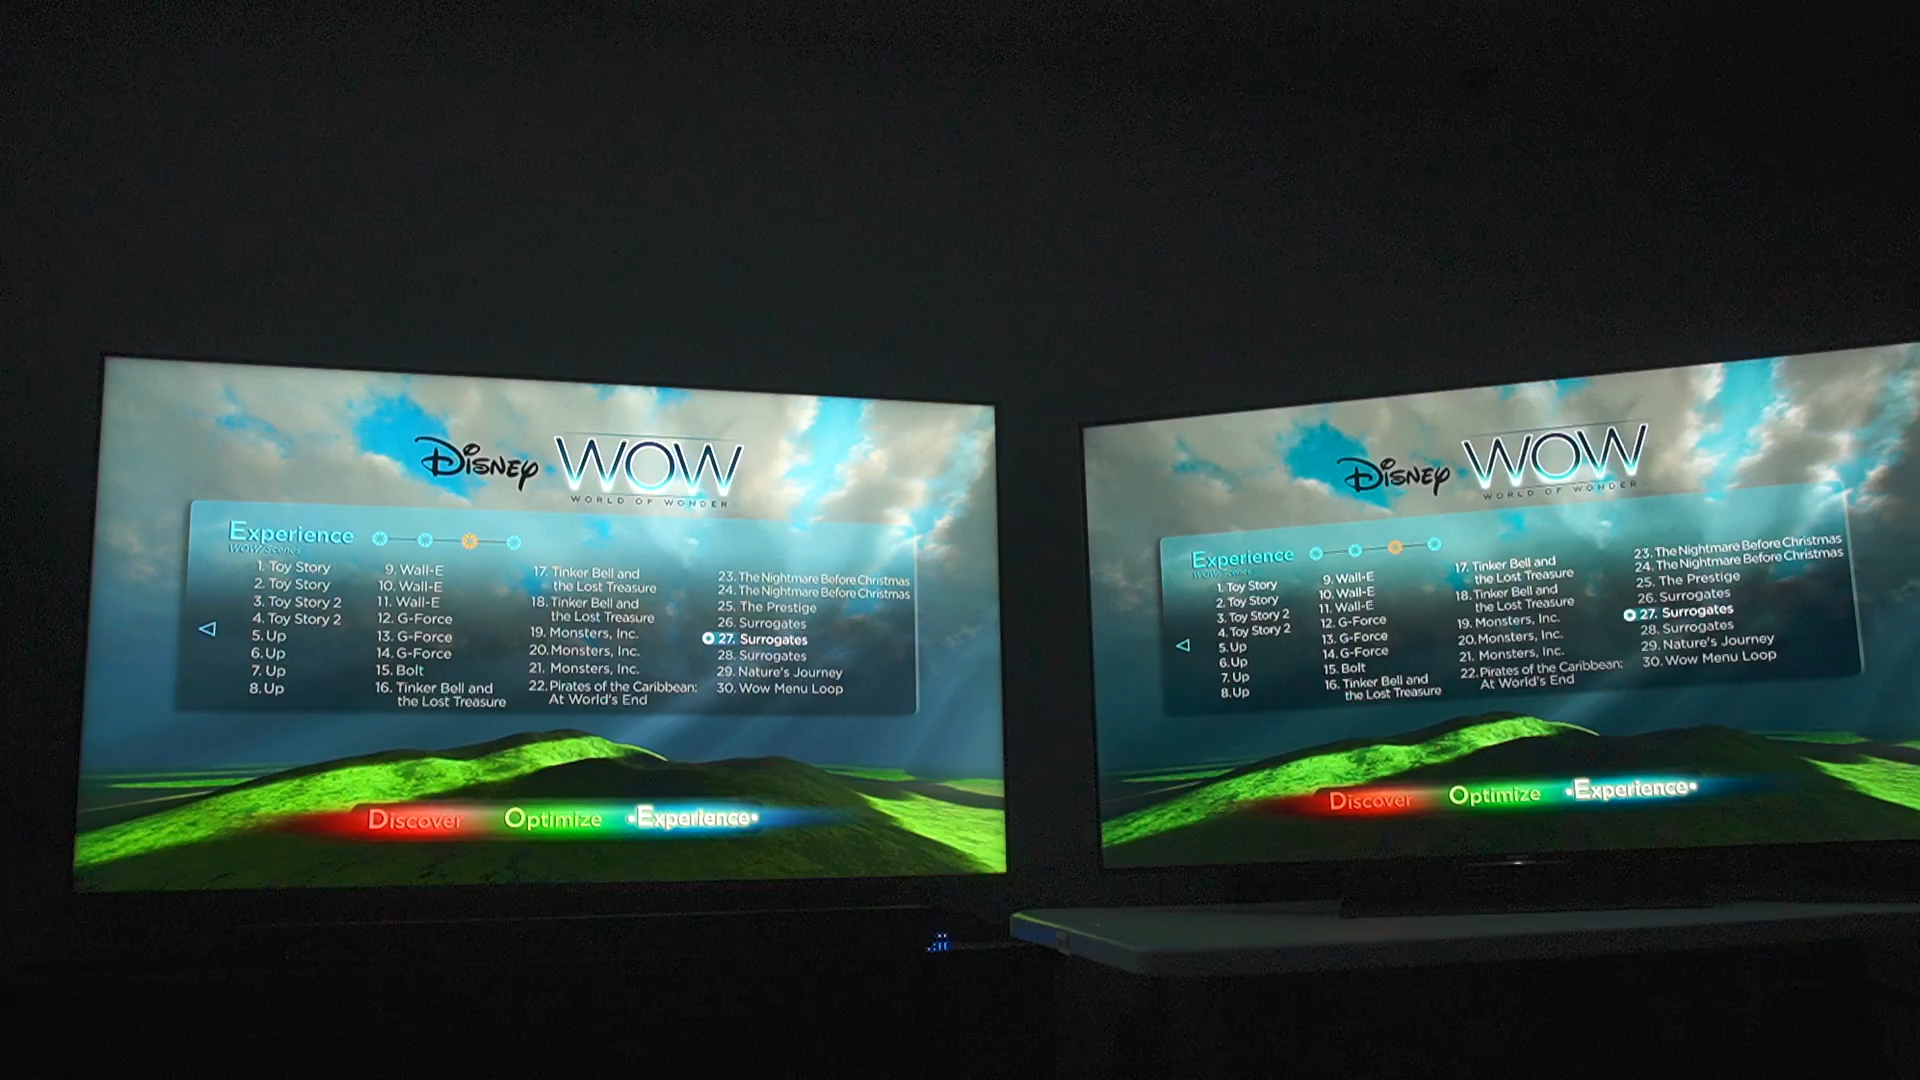 Disney WOW
WORLD OF WONDER
Experience
WOW Scenes
1. Toy Story
2. Toy Story
3. Toy Story 2
4. Toy Story 2
5. Up
6. Up
7. Up
8. Up
9. Wall-E
10. Wall-E
11. Wall-E
12. G-Force
13. G-Force
14. G-Force
15. Bolt
16. Tinker Bell and
the Lost Treasure
17. Tinker Bell and
the Lost Treasure
18. Tinker Bell and
the Lost Treasure
19. Monsters, Inc.
20. Monsters, Inc.
21. Monsters, Inc.
22. Pirates of the Caribbean:
At World's End
23. The Nightmare Before Christmas
24. The Nightmare Before Christmas
25. The Prestige
26. Surrogates
27. Surrogates
28. Surrogates
29. Nature's Journey
30. Wow Menu Loop
Discover Optimize •Experience•
Disney WOW
WORLD OF WONDER
Experience
WOW Scenes
1. Toy Story
2. Toy Story
3. Toy Story 2
4. Toy Story 2
5. Up
6. Up
7. Up
8. Up
9. Wall-E
10. Wall-E
11. Wall-E
12. G-Force
13. G-Force
14. G-Force
15. Bolt
16. Tinker Bell and
the Lost Treasure
17. Tinker Bell and
the Lost Treasure
18. Tinker Bell and
the Lost Treasure
19. Monsters, Inc.
20. Monsters, Inc.
21. Monsters, Inc.
22. Pirates of the Caribbean:
At World's End
23. The Nightmare Before Christmas
24. The Nightmare Before Christmas
25. The Prestige
26. Surrogates
27. Surrogates
28. Surrogates
29. Nature's Journey
30. Wow Menu Loop
Discover Optimize •Experience•